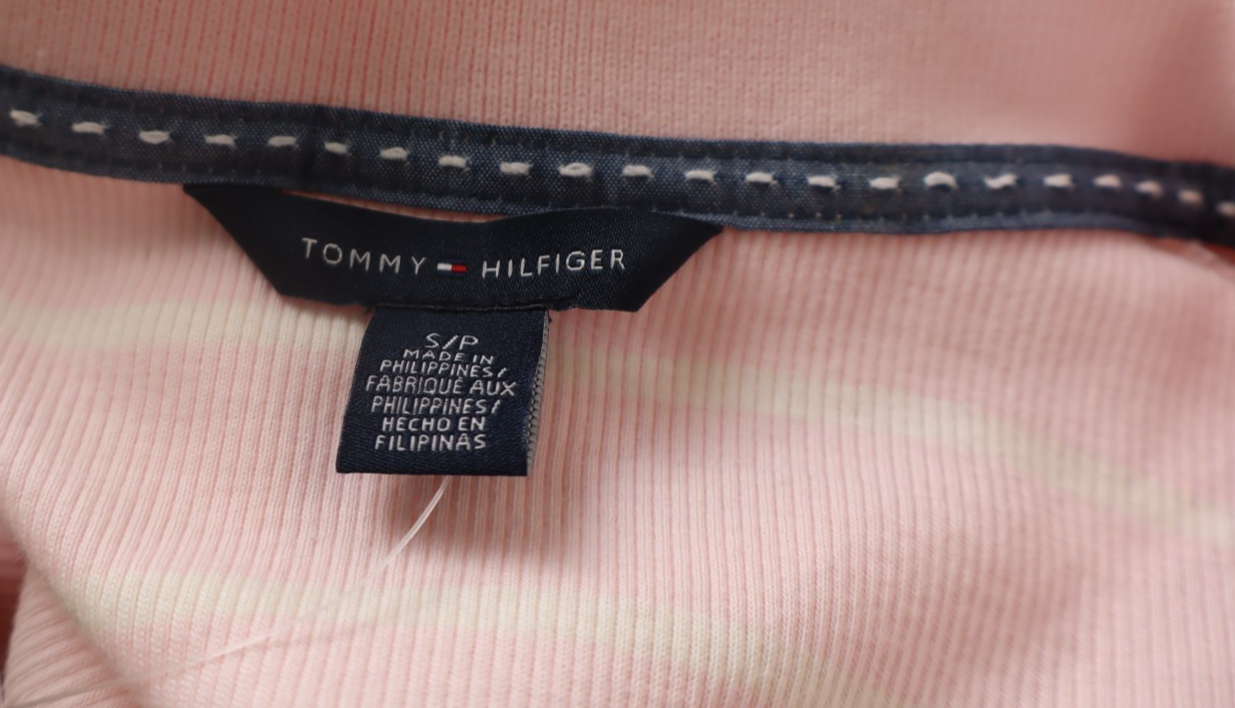 TOMMY HILFIGER
S/P
MADE IN
PHILIPPINES/
FABRIQUÉ AUX
PHILIPPINES/
HECHO EN
FILIPINAS